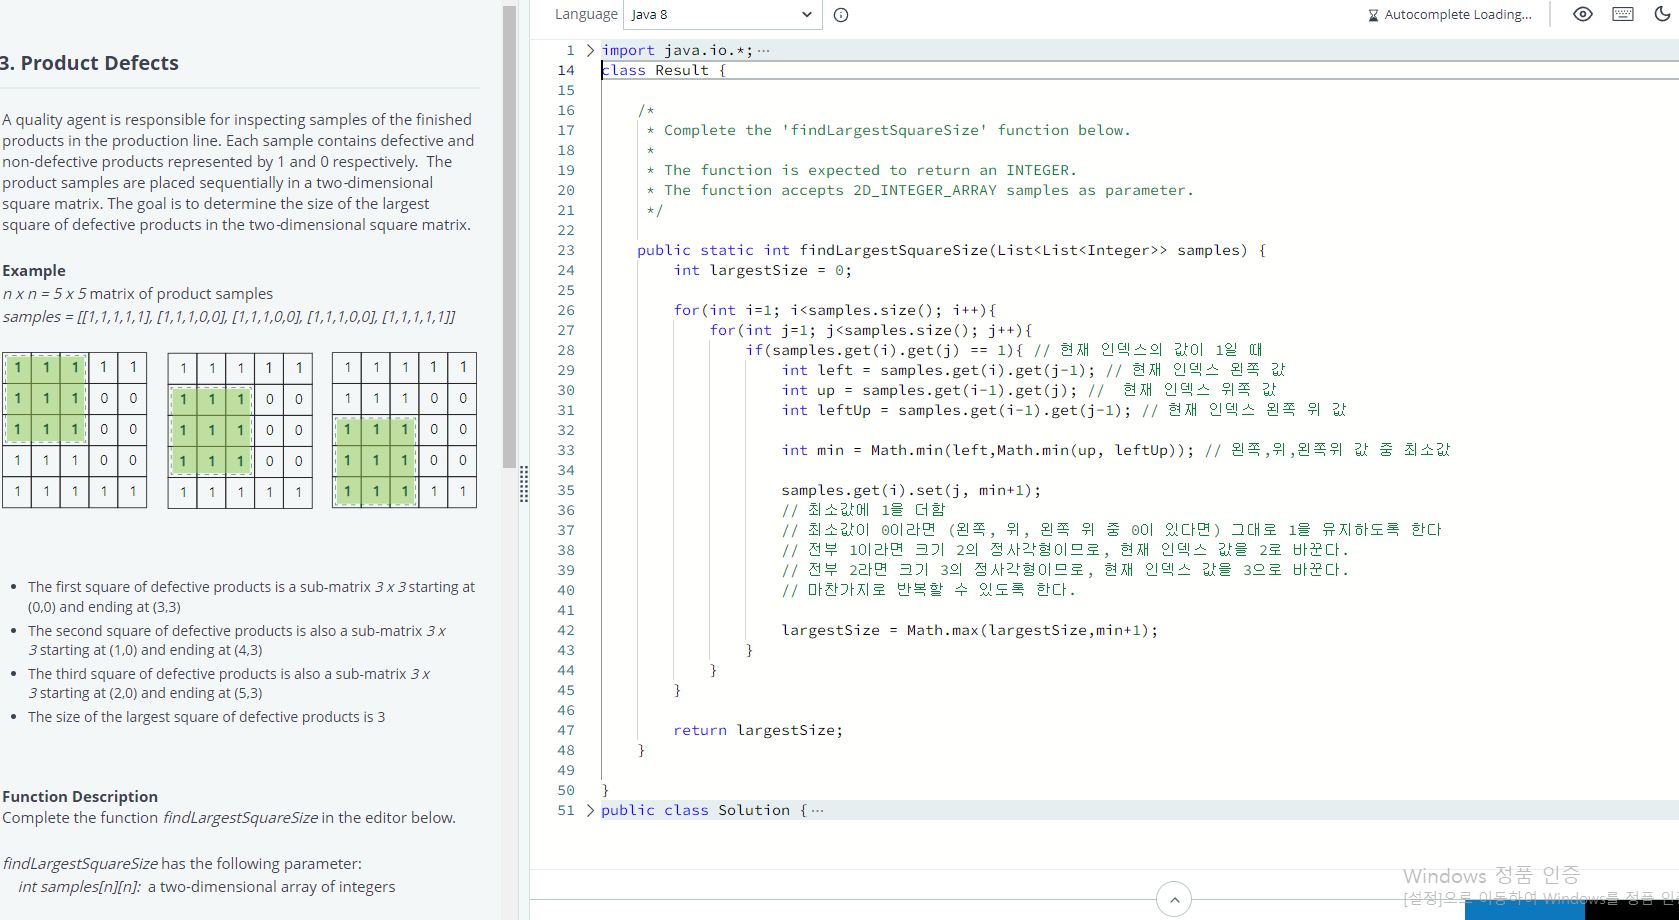 3. Product Defects
A quality agent is responsible for inspecting samples of the finished
products in the production line. Each sample contains defective and
non-defective products represented by 1 and 0 respectively.  The
product samples are placed sequentially in a two-dimensional
square matrix. The goal is to determine the size of the largest
square of defective products in the two-dimensional square matrix.
Example
n x n = 5 x 5 matrix of product samples
samples = [[1,1,1,1,1], [1,1,1,0,0], [1,1,1,0,0], [1,1,1,0,0], [1,1,1,1,1]]
1 1 1 1 1
1 1 1 0 0
1 1 1 0 0
1 1 1 0 0
1 1 1 1 1
1 1 1 1 1
1 1 1 0 0
1 1 1 0 0
1 1 1 0 0
1 1 1 1 1
1 1 1 1 1
1 1 1 0 0
1 1 1 0 0
1 1 1 0 0
1 1 1 1 1
• The first square of defective products is a sub-matrix 3 x 3 starting at
(0,0) and ending at (3,3)
• The second square of defective products is also a sub-matrix 3 x
3 starting at (1,0) and ending at (4,3)
• The third square of defective products is also a sub-matrix 3 x
3 starting at (2,0) and ending at (5,3)
• The size of the largest square of defective products is 3
Function Description
Complete the function findLargestSquareSize in the editor below.
findLargestSquareSize has the following parameter:
int samples[n][n]: a two-dimensional array of integers
Language Java 8
Autocomplete Loading...
1 import java.io.*; ···
14 class Result {
15
16 /*
17 * Complete the 'findLargestSquareSize' function below.
18 *
19 * The function is expected to return an INTEGER.
20 * The function accepts 2D_INTEGER_ARRAY samples as parameter.
21 */
22
23 public static int findLargestSquareSize(List<List<Integer>> samples) {
24 int largestSize = 0;
25
26 for(int i=1; i<samples.size(); i++){
27 for(int j=1; j<samples.size(); j++){
28 if(samples.get(i).get(j) == 1){ // 현재 인덱스의 값이 1일 때
29 int left = samples.get(i).get(j-1); // 현재 인덱스 왼쪽 값
30 int up = samples.get(i-1).get(j); //  현재 인덱스 위쪽 값
31 int leftUp = samples.get(i-1).get(j-1); // 현재 인덱스 왼쪽 위 값
32
33 int min = Math.min(left,Math.min(up, leftUp)); // 왼쪽,위,왼쪽위 값 중 최소값
34
35 samples.get(i).set(j, min+1);
36 // 최소값에 1을 더함
37 // 최소값이 0이라면 (왼쪽, 위, 왼쪽 위 중 0이 있다면) 그대로 1을 유지하도록 한다
38 // 전부 1이라면 크기 2의 정사각형이므로, 현재 인덱스 값을 2로 바꾼다.
39 // 전부 2라면 크기 3의 정사각형이므로, 현재 인덱스 값을 3으로 바꾼다.
40 // 마찬가지로 반복할 수 있도록 한다.
41
42 largestSize = Math.max(largestSize,min+1);
43 }
44 }
45 }
46
47 return largestSize;
48 }
49
50 }
51 public class Solution { ···
Windows 정품 인증
[설정]으로 이동하여 Windows를 정품 인